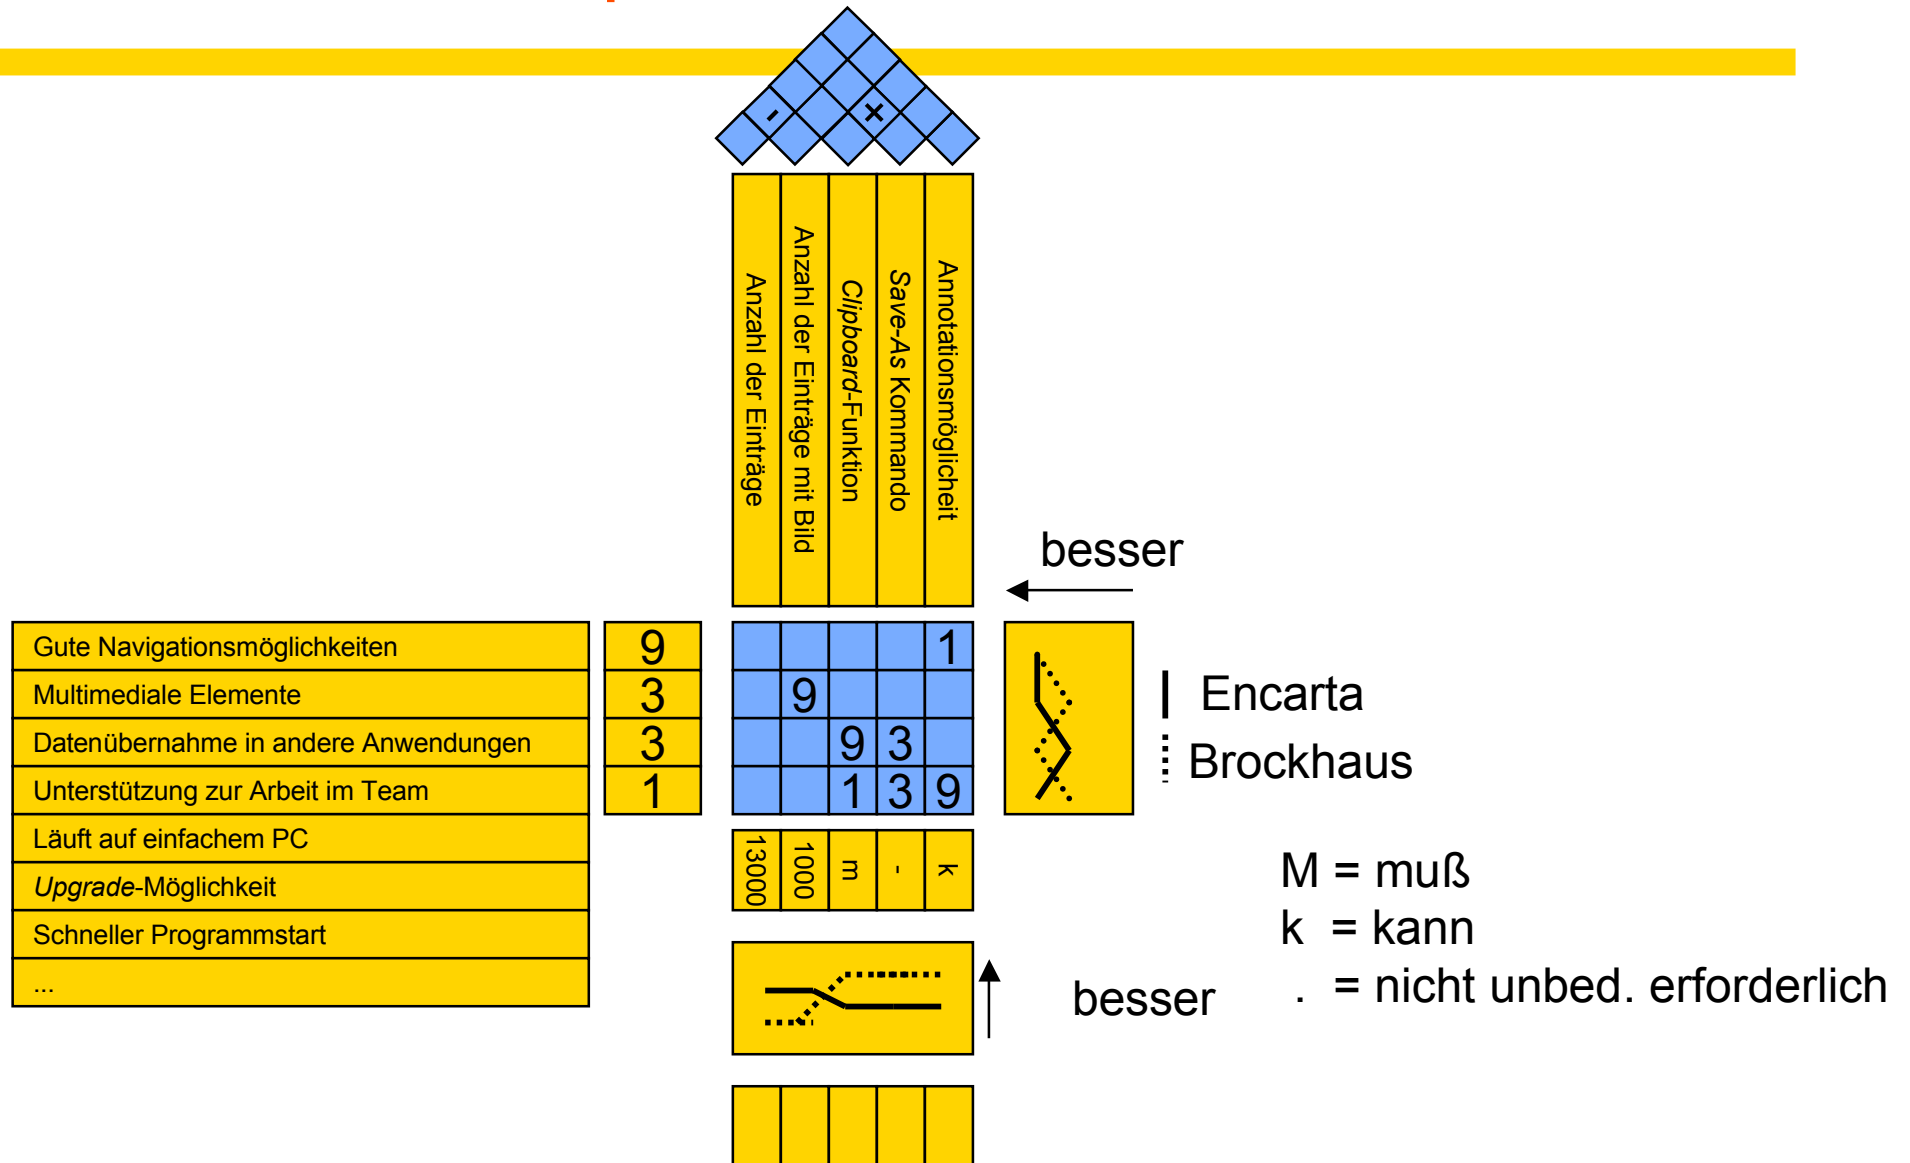 -
+
Anzahl der Einträge
Anzahl der Einträge mit Bild
Clipboard-Funktion
Save-As Kommando
Annotationsmöglicheit
besser
Gute Navigationsmöglichkeiten 9 1
Multimediale Elemente 3 9
Datenübernahme in andere Anwendungen 3 9 3
Unterstützung zur Arbeit im Team 1 1 3 9
Läuft auf einfachem PC
Upgrade-Möglichkeit
Schneller Programmstart
...
Encarta
Brockhaus
13000
1000
m
-
k
M = muß
k = kann
. = nicht unbed. erforderlich
besser